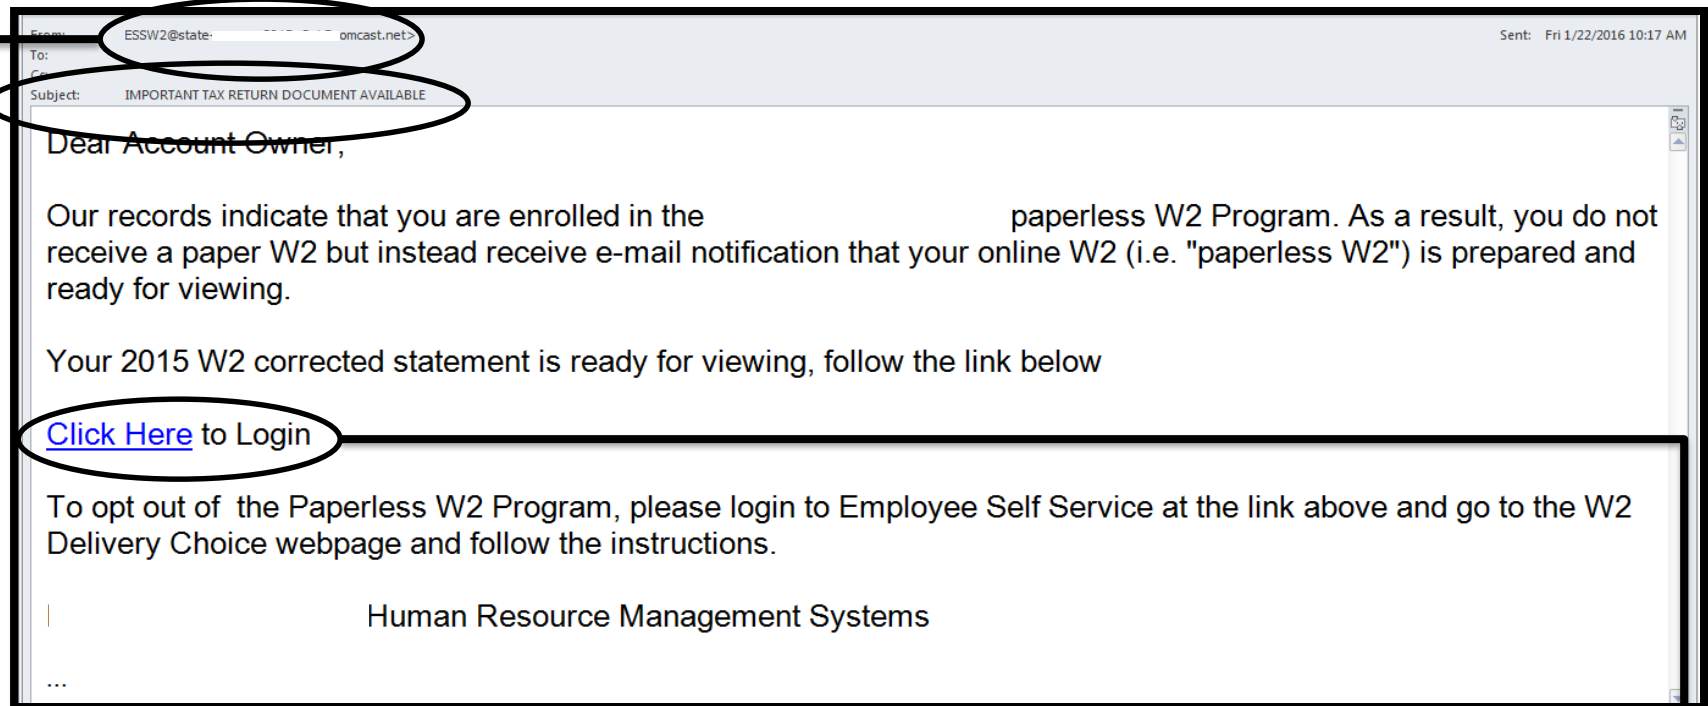 From: ESSW2@state- omcast.net> Sent: Fri 1/22/2016 10:17 AM
To:
Cc:
Subject: IMPORTANT TAX RETURN DOCUMENT AVAILABLE
Dear Account Owner,
Our records indicate that you are enrolled in the paperless W2 Program. As a result, you do not
receive a paper W2 but instead receive e-mail notification that your online W2 (i.e. "paperless W2") is prepared and
ready for viewing.
Your 2015 W2 corrected statement is ready for viewing, follow the link below
Click Here to Login
To opt out of  the Paperless W2 Program, please login to Employee Self Service at the link above and go to the W2
Delivery Choice webpage and follow the instructions.
Human Resource Management Systems
...